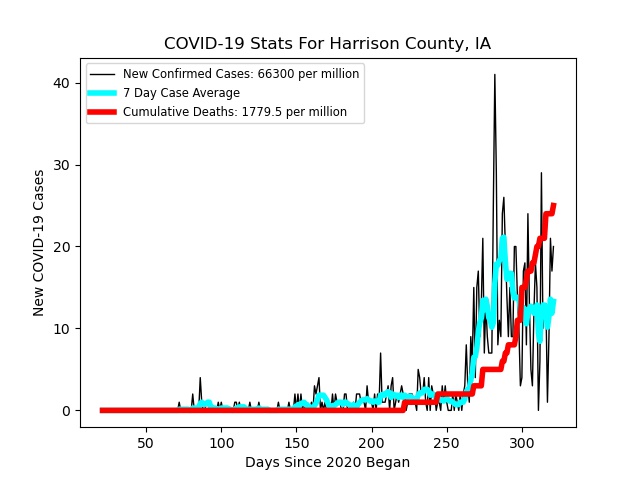 COVID-19 Stats For Harrison County, IA
New Confirmed Cases: 66300 per million
7 Day Case Average
Cumulative Deaths: 1779.5 per million
New COVID-19 Cases
40
30
20
10
0
50 100 150 200 250 300
Days Since 2020 Began